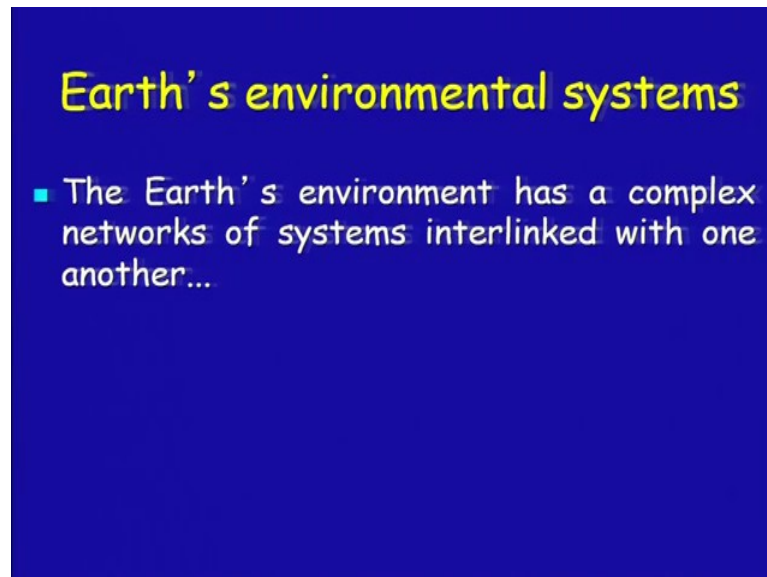 Earth's environmental systems
The Earth's environment has a complex
networks of systems interlinked with one
another...